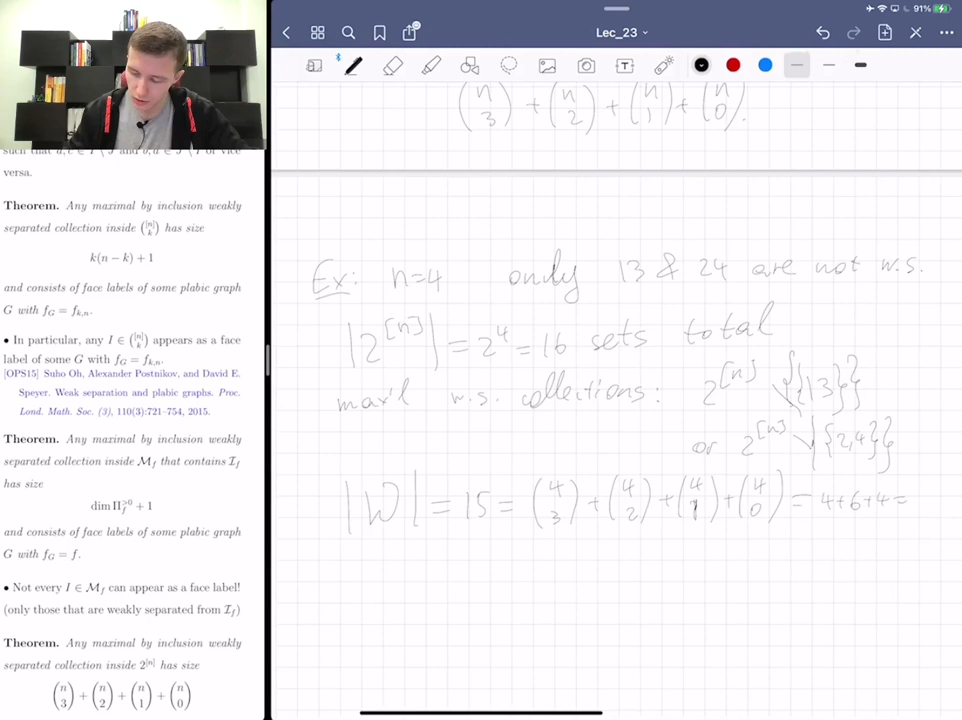 91%
Lec_23
(n 3) + (n 2) + (n 1) + (n 0).
versa.
Theorem. Any maximal by inclusion weakly
separated collection inside ([n] k) has size
k(n − k) + 1
and consists of face labels of some plabic graph
G with f_G = f_{k,n}.
• In particular, any I ∈ ([n] k) appears as a face
label of some G with f_G = f_{k,n}.
[OPS15] Suho Oh, Alexander Postnikov, and David E.
Speyer. Weak separation and plabic graphs. Proc.
Lond. Math. Soc. (3), 110(3):721–754, 2015.
Theorem. Any maximal by inclusion weakly
separated collection inside M_f that contains I_f
has size
dim Π_f^{>0} + 1
and consists of face labels of some plabic graph
G with f_G = f.
• Not every I ∈ M_f can appear as a face label!
(only those that are weakly separated from I_f)
Theorem. Any maximal by inclusion weakly
separated collection inside 2^{[n]} has size
(n 3) + (n 2) + (n 1) + (n 0)
Ex: n=4 only 13 & 24 are not w.s.
|2^{[n]}| = 2^4 = 16 sets total
max'l w.s. collections: 2^{[n]} \ {{1,3}}
or 2^{[n]} \ {{2,4}}
|W| = 15 = (4 3) + (4 2) + (4 1) + (4 0) = 4+6+4=